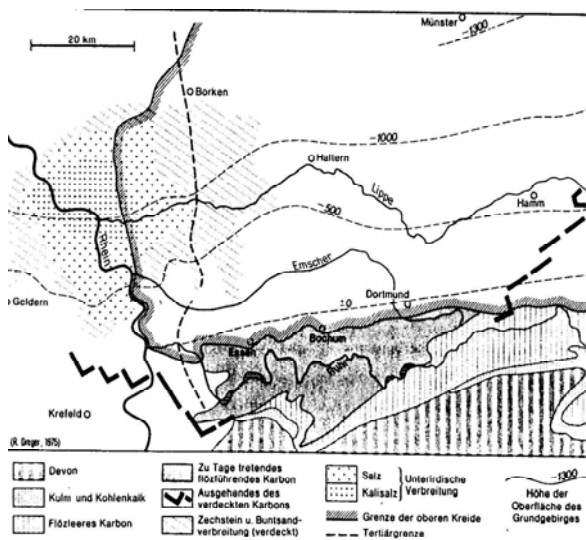 20 km
Münster
-1300
Borken
-1000
Haltern
Lippe
Hamm
-500
Rhein
Emscher
Geldern
Dortmund
±0
Bochum
Essen
Ruhr
Krefeld
(R. Greger, 1975)
Devon
Kulm und Kohlenkalk
Flözleeres Karbon
Zu Tage tretendes
flözführendes Karbon
Ausgehendes des
verdeckten Karbons
Zechstein u. Buntsand-
verbreitung (verdeckt)
Salz
Kalisalz
Unterirdische
Verbreitung
Grenze der oberen Kreide
Tertiärgrenze
-1300
Höhe der
Oberfläche des
Grundgebirges